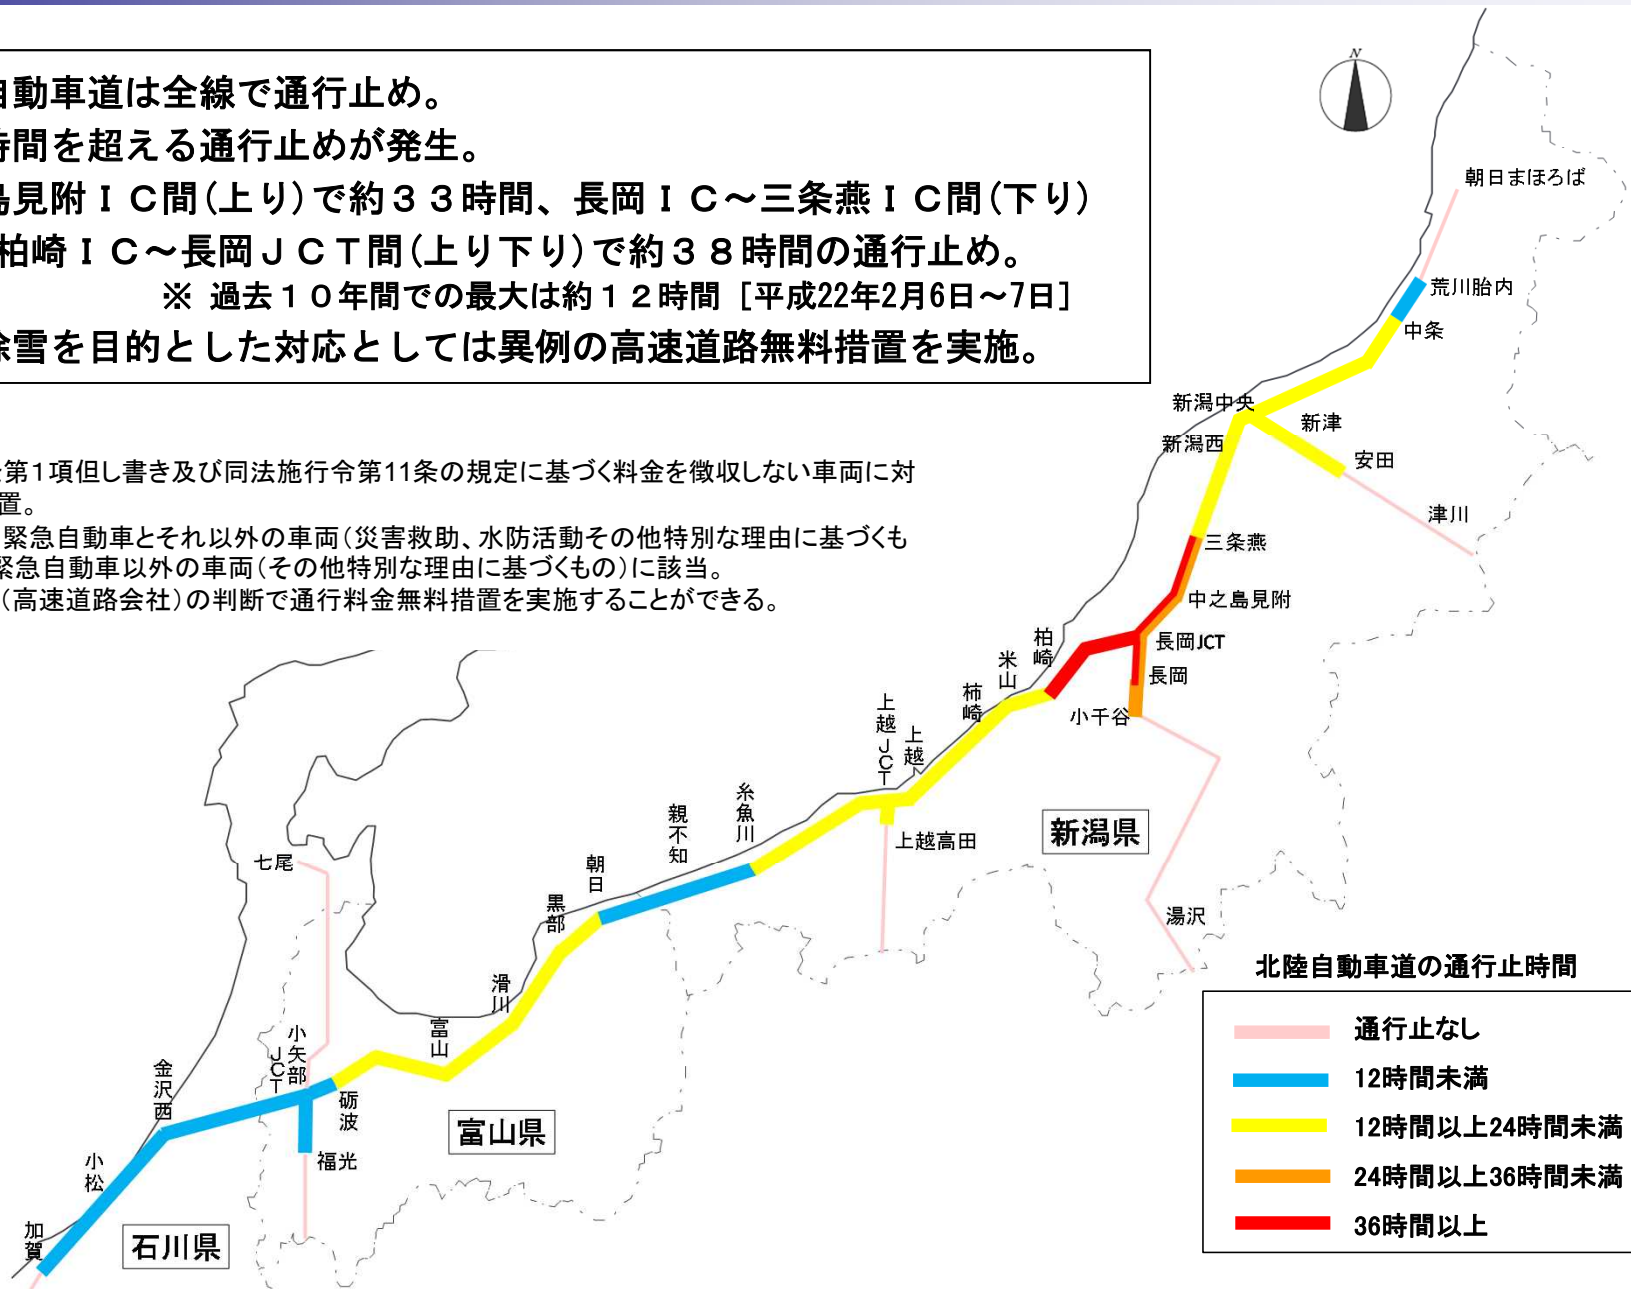 自動車道は全線で通行止め。
時間を超える通行止めが発生。
島見附ＩＣ間(上り)で約３３時間、長岡ＩＣ～三条燕ＩＣ間(下り)
柏崎ＩＣ～長岡ＪＣＴ間(上り下り)で約３８時間の通行止め。
※ 過去１０年間での最大は約１２時間［平成22年2月6日～7日］
除雪を目的とした対応としては異例の高速道路無料措置を実施。
第1項但し書き及び同法施行令第11条の規定に基づく料金を徴収しない車両に対
置。
緊急自動車とそれ以外の車両(災害救助、水防活動その他特別な理由に基づくも
緊急自動車以外の車両(その他特別な理由に基づくもの)に該当。
(高速道路会社)の判断で通行料金無料措置を実施することができる。
N
朝日まほろば
荒川胎内
中条
新潟中央
新津
新潟西
安田
津川
三条燕
中之島見附
長岡JCT
長岡
小千谷
柏崎
米山
柿崎
上越
上越JCT
上越高田
新潟県
湯沢
糸魚川
親不知
朝日
黒部
滑川
富山
七尾
小矢部JCT
砺波
福光
富山県
金沢西
小松
加賀
石川県
北陸自動車道の通行止時間
通行止なし
12時間未満
12時間以上24時間未満
24時間以上36時間未満
36時間以上